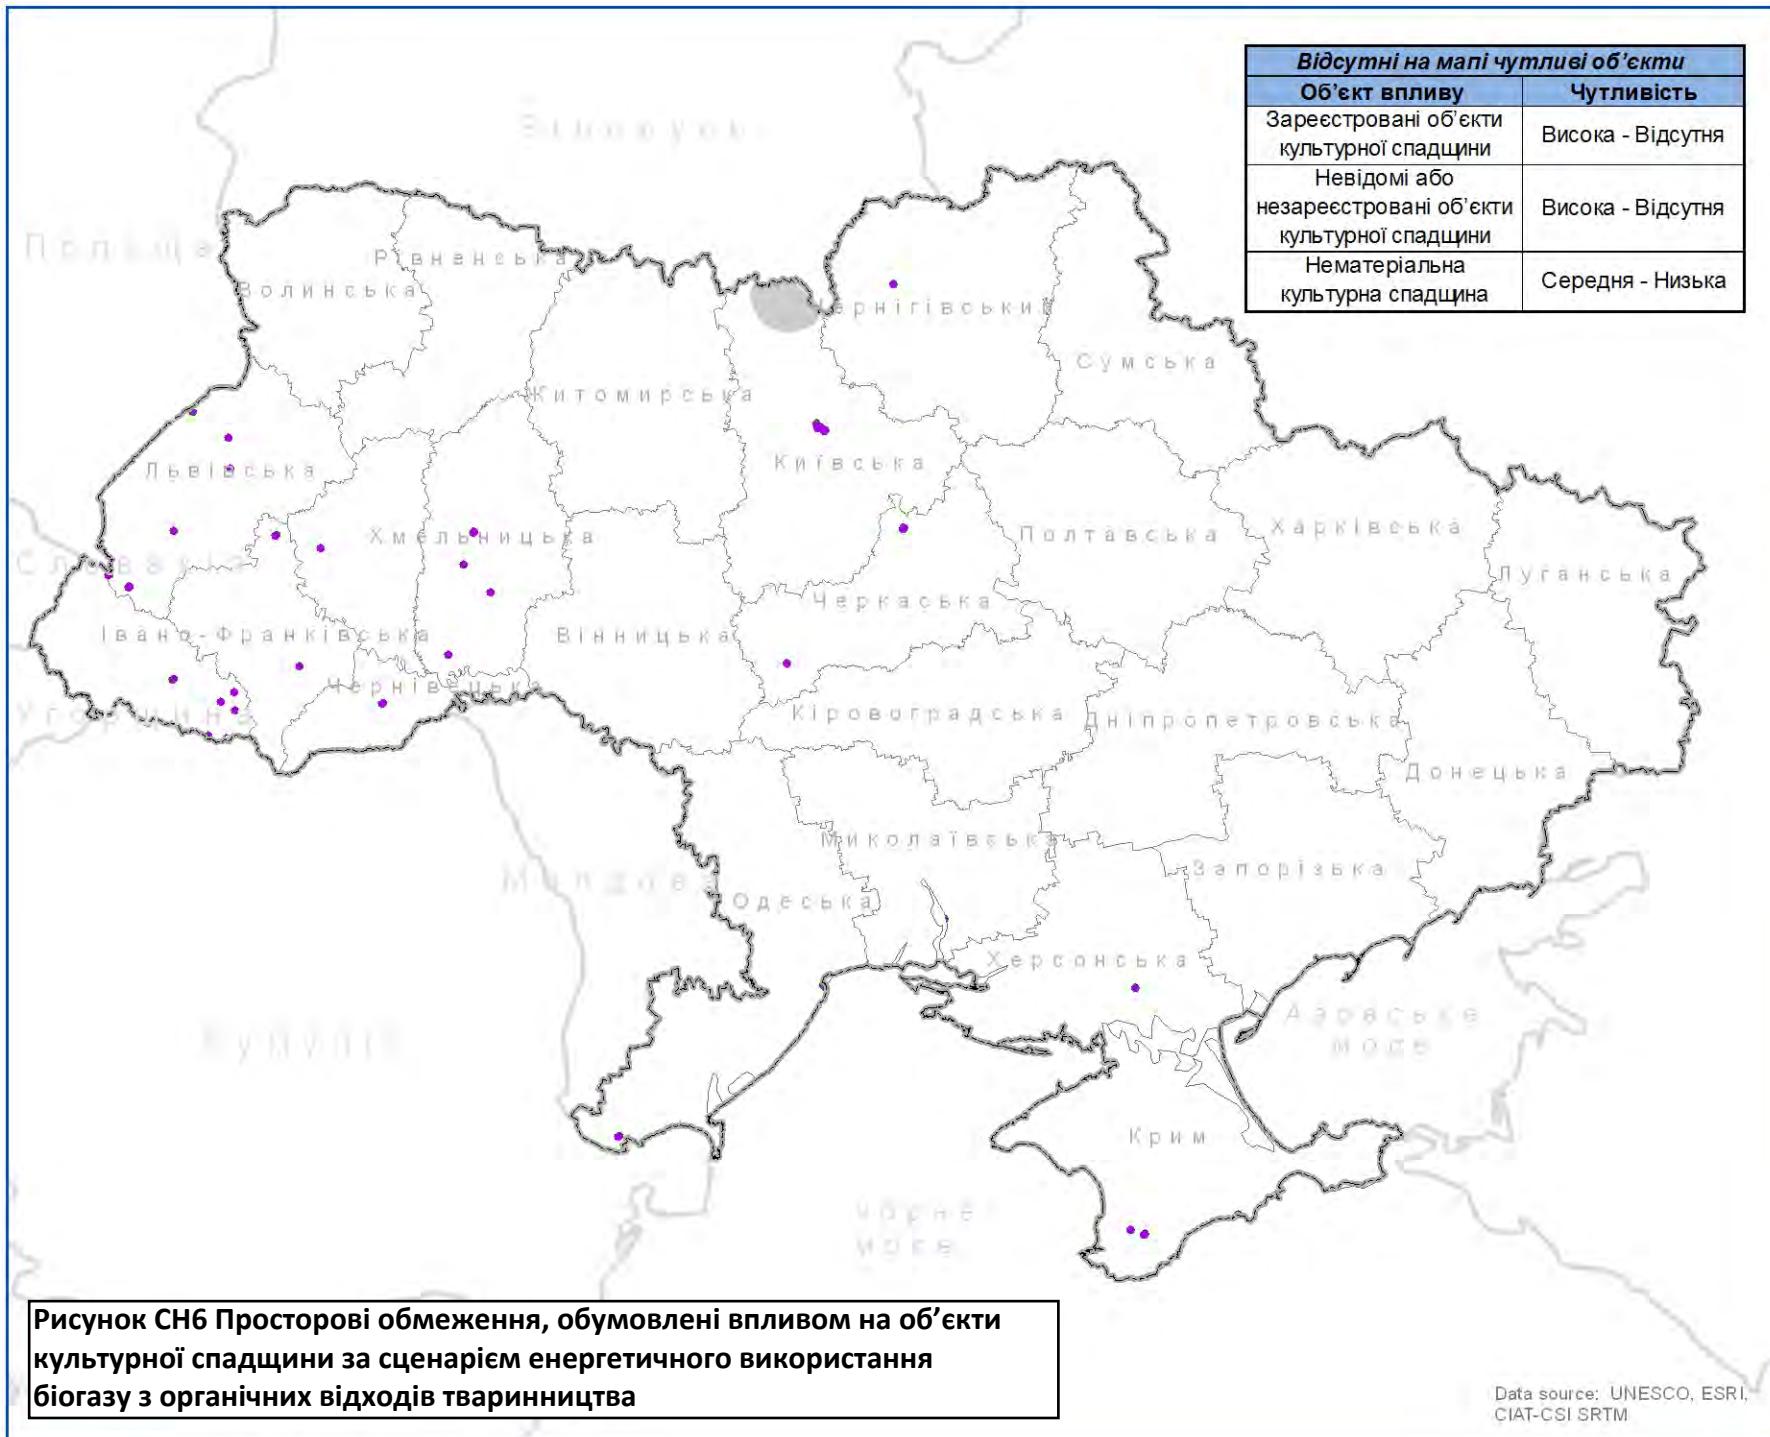 Відсутні на мапі чутливі об’єкти
Об’єкт впливу Чутливість
Зареєстровані об’єкти
культурної спадщини
Висока - Відсутня
Невідомі або
незареєстровані об’єкти
культурної спадщини
Висока - Відсутня
Нематеріальна
культурна спадщина
Середня - Низька
Білорусь
Польща
Рівненська
Волинська
Чернігівський
Сумська
Житомирська
Київська
Львівська
Хмельницька
Полтавська
Харківська
Словакія
Луганська
Черкаська
Івано-Франківська
Вінницька
Чернівецька
Угорщина
Кіровоградська
Дніпропетровська
Донецька
Миколаївська
Запорізька
Молдова
Одеська
Херсонська
Азовське
море
Румунія
Крим
Чорне
море
Рисунок СН6 Просторові обмеження, обумовлені впливом на об’єкти
культурної спадщини за сценарієм енергетичного використання
біогазу з органічних відходів тваринництва
Data source: UNESCO, ESRI,
CIAT-CSI SRTM